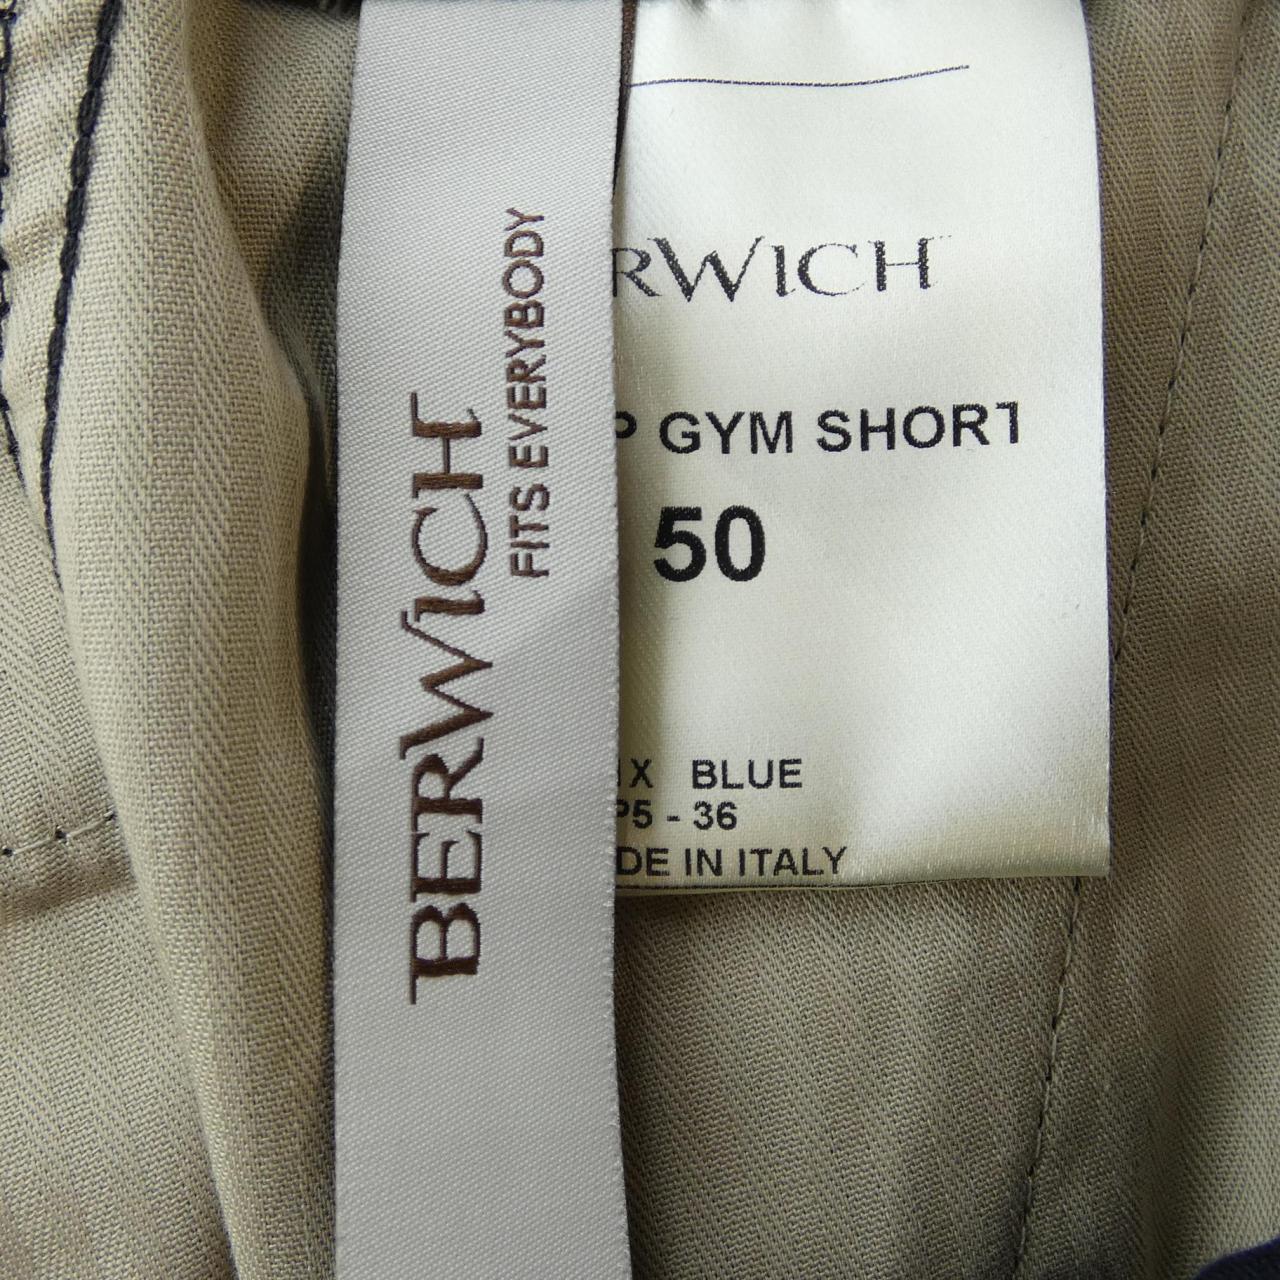 BERWICH
FITS EVERYBODY
RWICH
P GYM SHORT
50
X BLUE
P5 - 36
DE IN ITALY